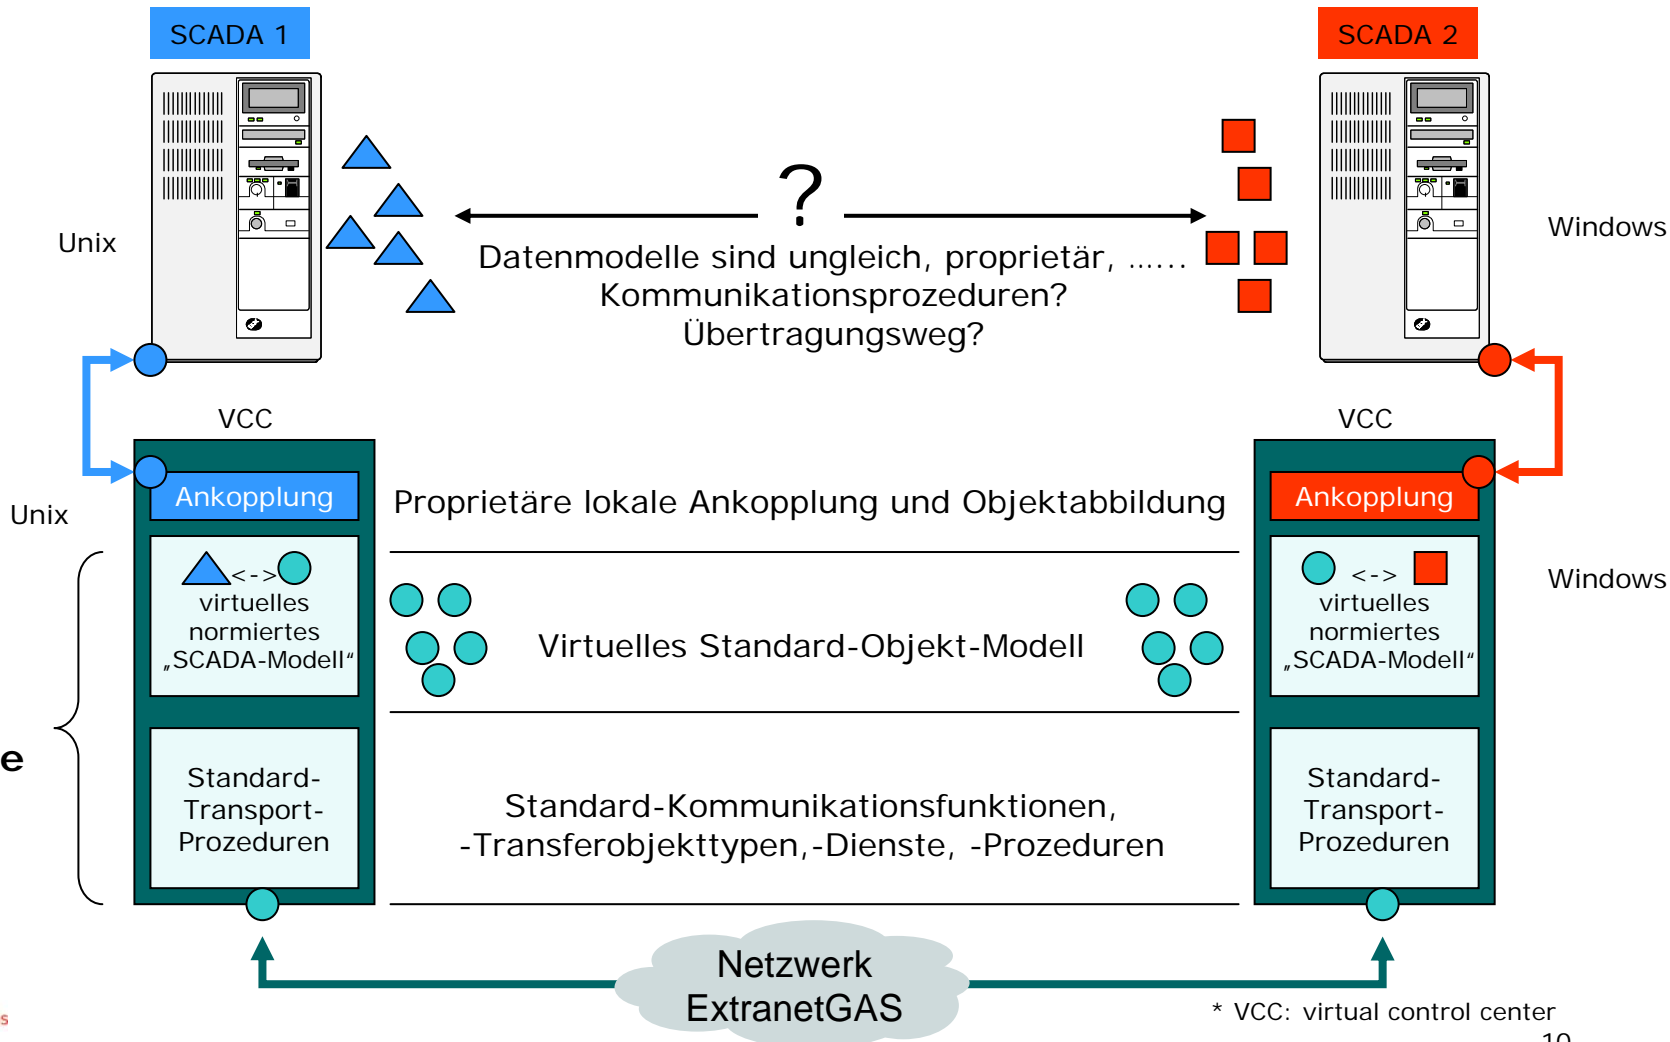 SCADA 1
SCADA 2
?
Unix
Windows
Datenmodelle sind ungleich, proprietär, ......
Kommunikationsprozeduren?
Übertragungsweg?
VCC
VCC
Ankopplung
Proprietäre lokale Ankopplung und Objektabbildung
Ankopplung
Unix
<->
virtuelles
normiertes
„SCADA-Modell“
Virtuelles Standard-Objekt-Modell
<->
virtuelles
normiertes
„SCADA-Modell“
Windows
e
Standard-
Transport-
Prozeduren
Standard-Kommunikationsfunktionen,
-Transferobjekttypen,-Dienste, -Prozeduren
Standard-
Transport-
Prozeduren
Netzwerk
ExtranetGAS
* VCC: virtual control center
10
s